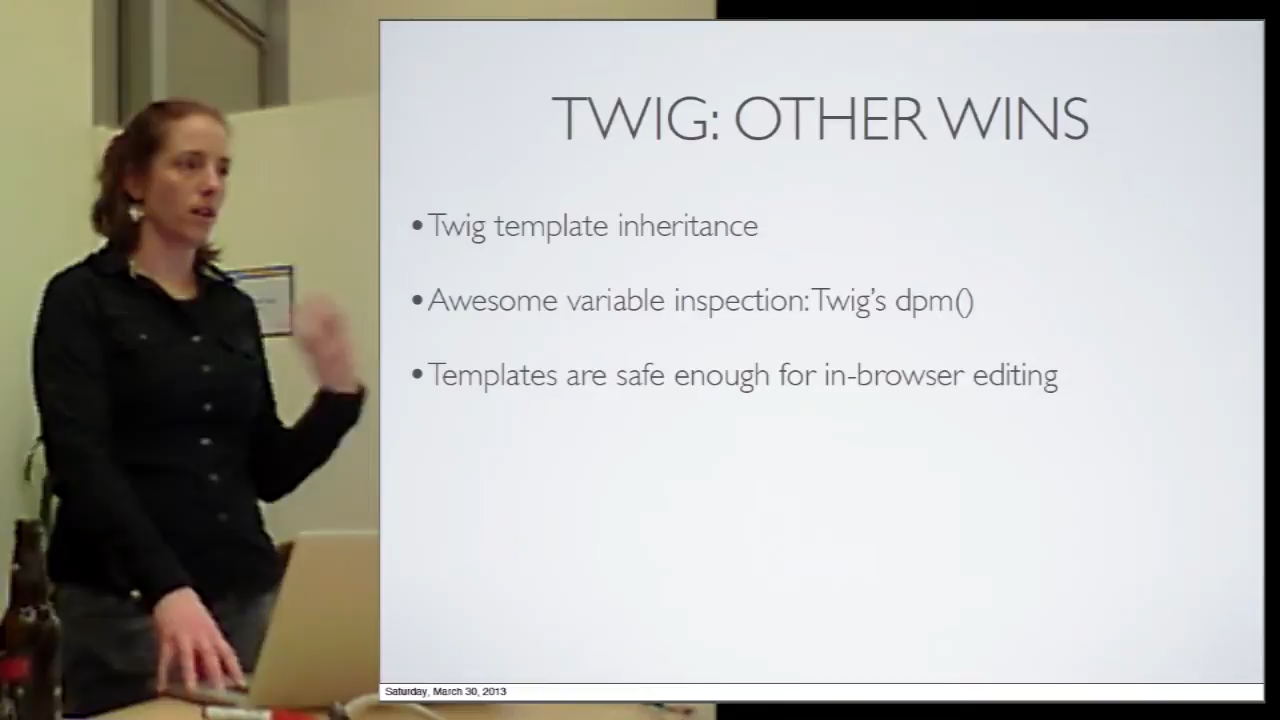 TWIG: OTHER WINS
•Twig template inheritance
•Awesome variable inspection: Twig's dpm()
•Templates are safe enough for in-browser editing
Saturday, March 30, 2013